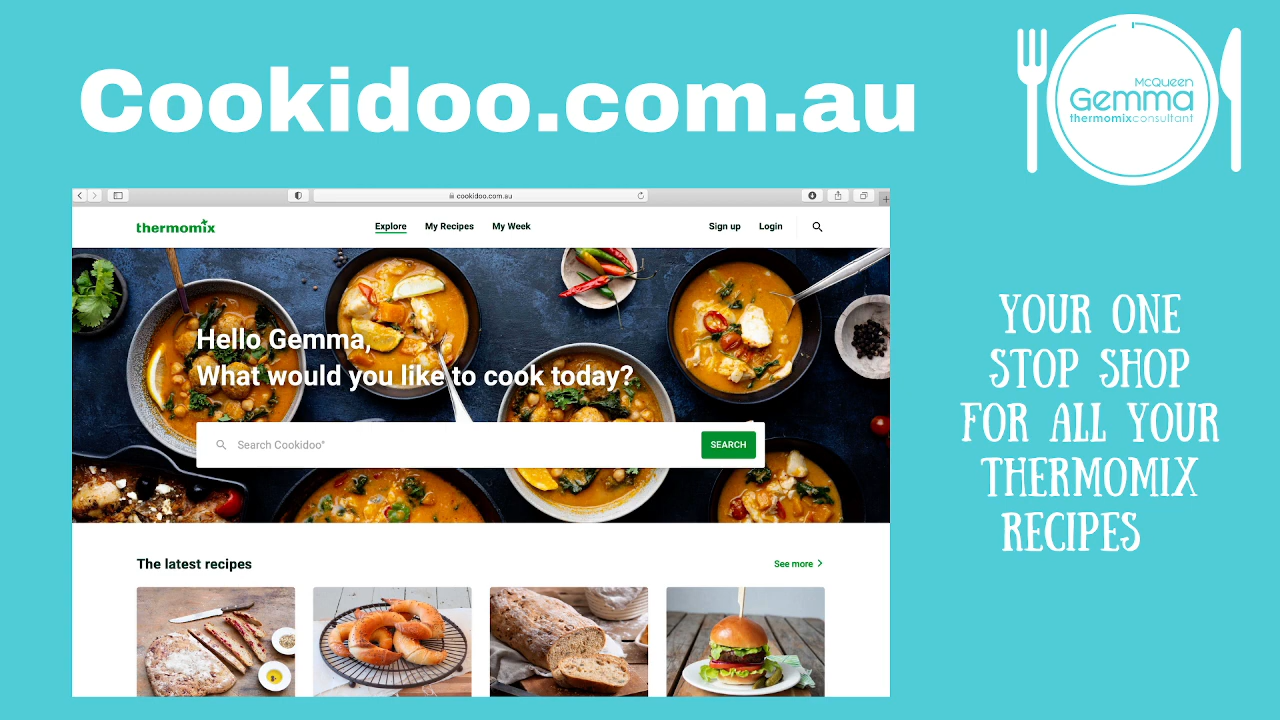 Cookidoo.com.au
McQueen
Gemma
thermomixconsultant
cookidoo.com.au
thermomix
Explore
My Recipes
My Week
Sign up
Login
Hello Gemma,
What would you like to cook today?
Search Cookidoo®
SEARCH
The latest recipes
See more
YOUR ONE
STOP SHOP
FOR ALL YOUR
THERMOMIX
RECIPES